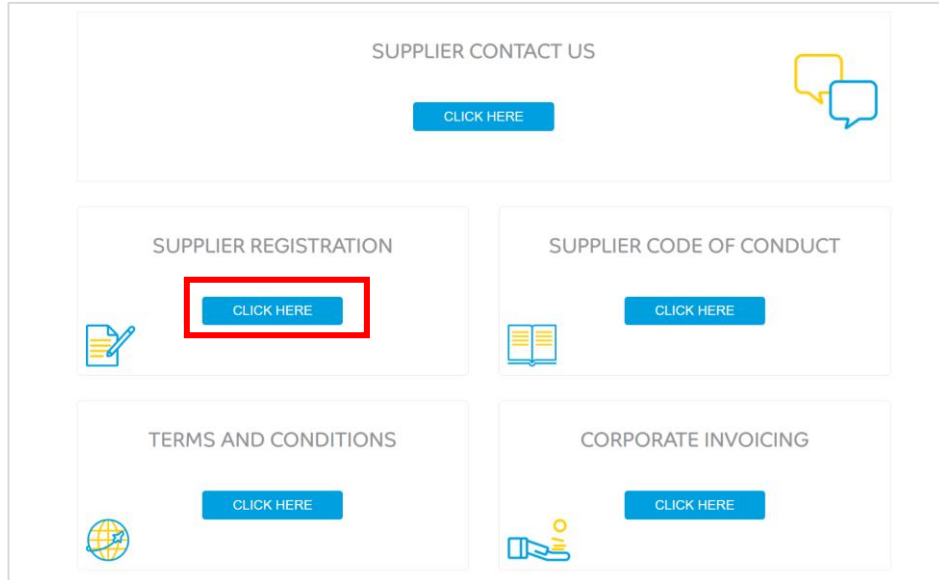 SUPPLIER CONTACT US
CLICK HERE
SUPPLIER REGISTRATION
CLICK HERE
SUPPLIER CODE OF CONDUCT
CLICK HERE
TERMS AND CONDITIONS
CLICK HERE
CORPORATE INVOICING
CLICK HERE